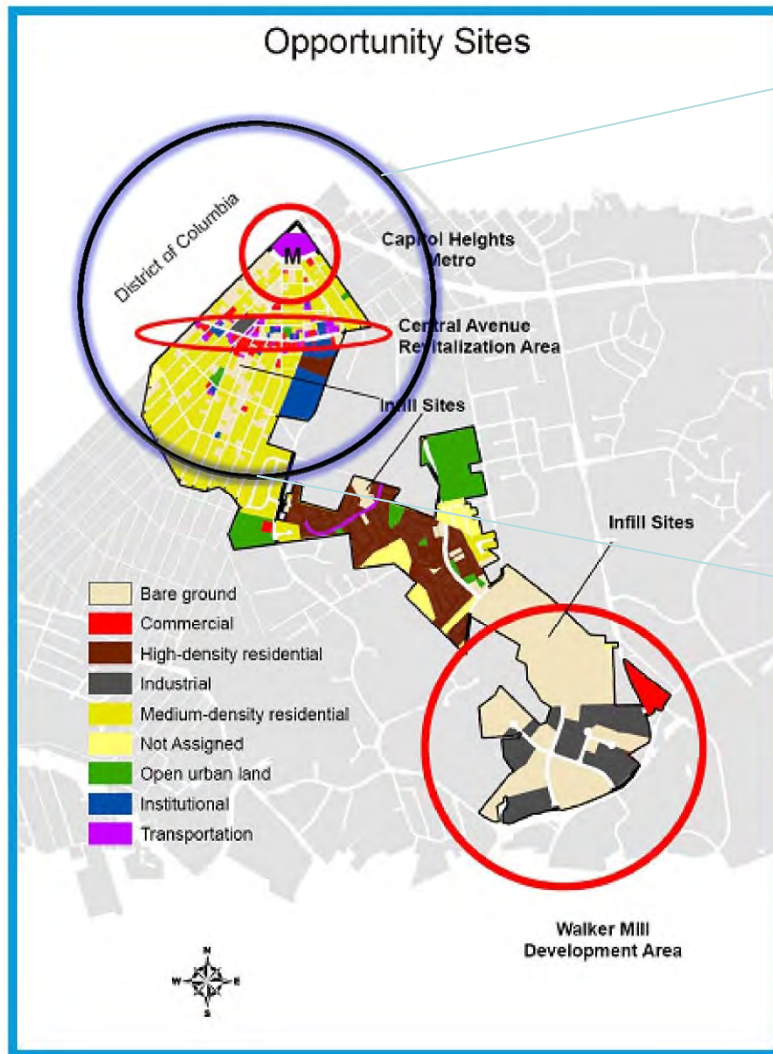 Opportunity Sites
District of Columbia
M
Capitol Heights
Metro
Central Avenue
Revitalization Area
Infill Sites
Infill Sites
Bare ground
Commercial
High-density residential
Industrial
Medium-density residential
Not Assigned
Open urban land
Institutional
Transportation
Walker Mill
Development Area
N
W
E
S